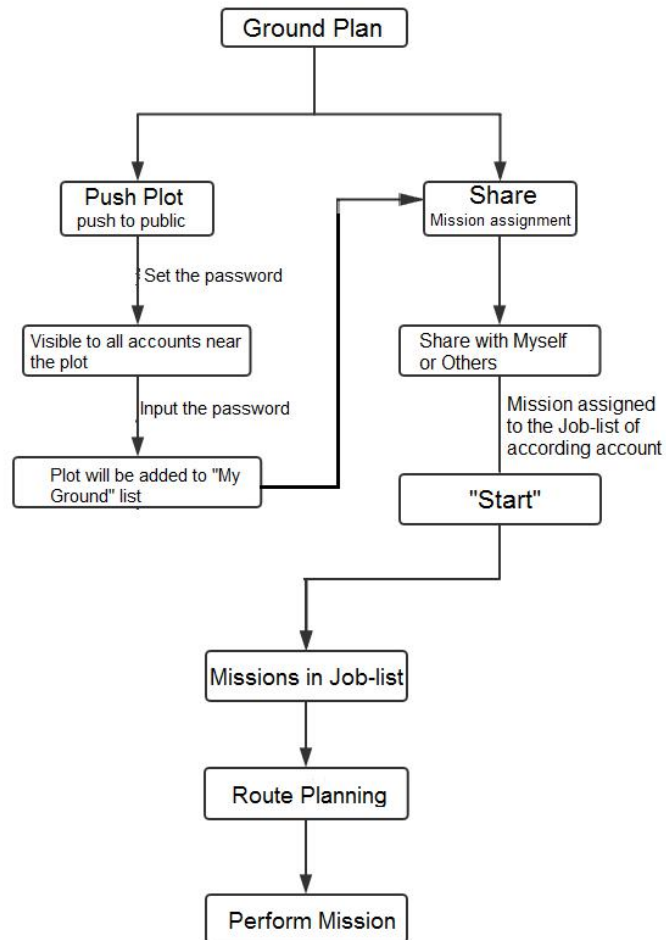 Ground Plan
Push Plot
push to public
Share
Mission assignment
Set the password
Visible to all accounts near
the plot
Share with Myself
or Others
Input the password
Mission assigned
to the Job-list of
according account
Plot will be added to "My
Ground" list
"Start"
Missions in Job-list
Route Planning
Perform Mission